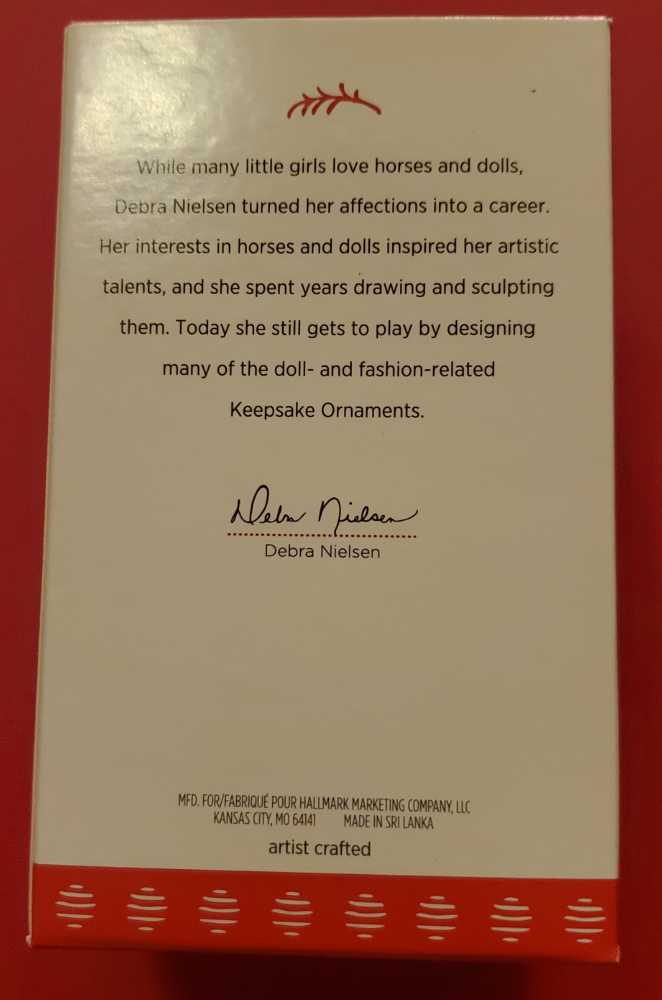 While many little girls love horses and dolls,
Debra Nielsen turned her affections into a career.
Her interests in horses and dolls inspired her artistic
talents, and she spent years drawing and sculpting
them. Today she still gets to play by designing
many of the doll- and fashion-related
Keepsake Ornaments.
Debra Nielsen
Debra Nielsen
MFD. FOR/FABRIQUÉ POUR HALLMARK MARKETING COMPANY, LLC
KANSAS CITY, MO 64141 MADE IN SRI LANKA
artist crafted